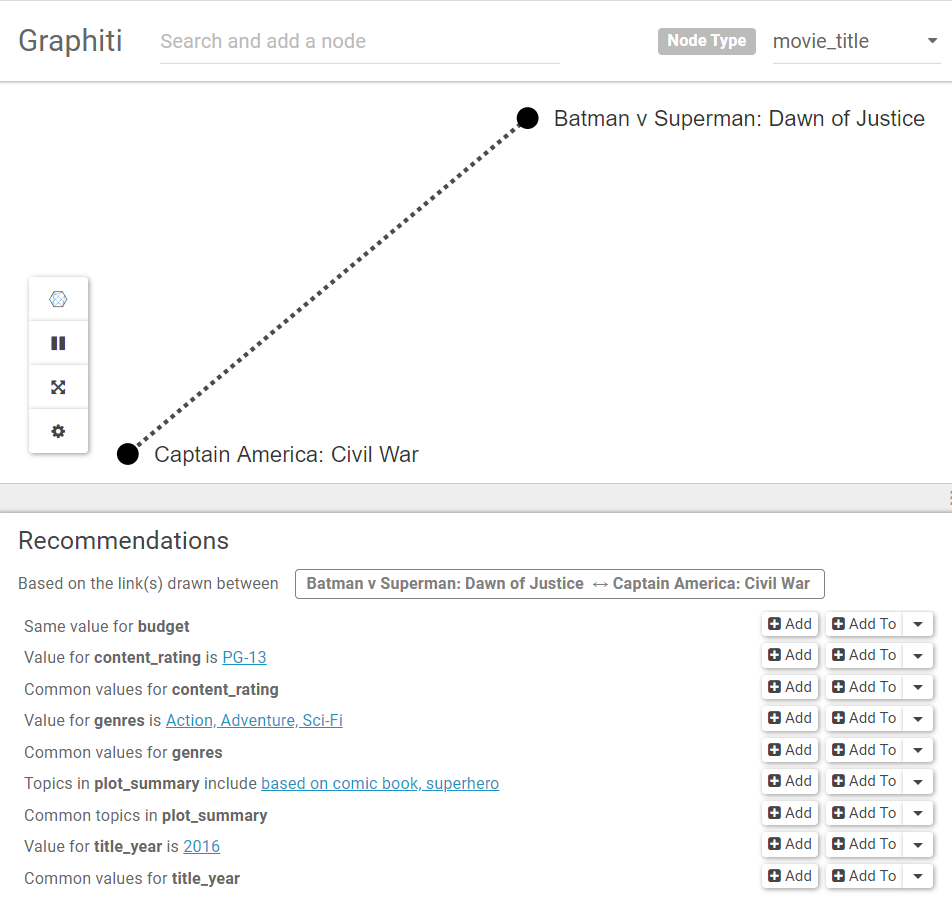 Graphiti Search and add a node Node Type movie_title
Batman v Superman: Dawn of Justice
Captain America: Civil War
Recommendations
Based on the link(s) drawn between Batman v Superman: Dawn of Justice ↔ Captain America: Civil War
Same value for budget Add Add To
Value for content_rating is PG-13 Add Add To
Common values for content_rating Add Add To
Value for genres is Action, Adventure, Sci-Fi Add Add To
Common values for genres Add Add To
Topics in plot_summary include based on comic book, superhero Add Add To
Common topics in plot_summary Add Add To
Value for title_year is 2016 Add Add To
Common values for title_year Add Add To